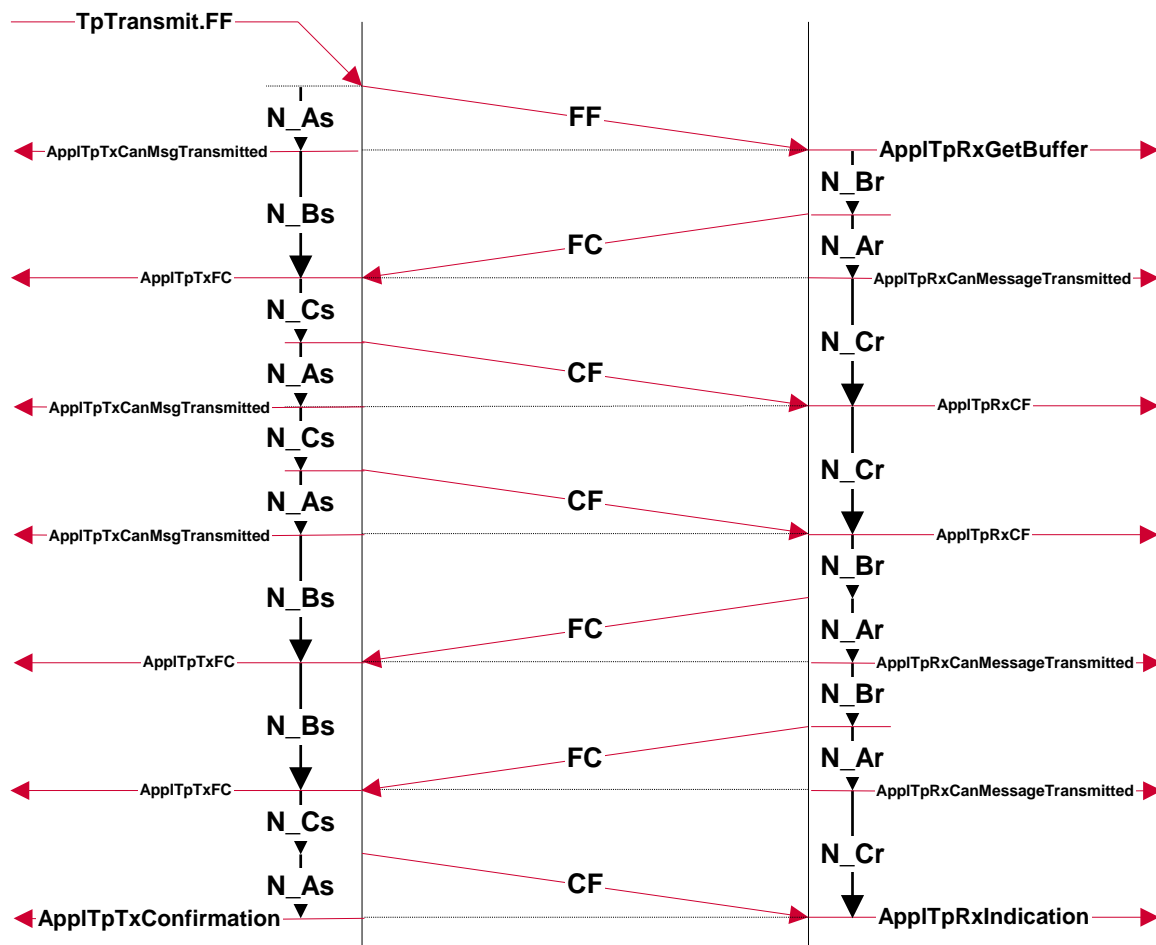 TpTransmit.FF
N_As
FF
ApplTpTxCanMsgTransmitted
ApplTpRxGetBuffer
N_Br
N_Bs
FC
N_Ar
ApplTpTxFC
ApplTpRxCanMessageTransmitted
N_Cs
N_Cr
N_As
CF
ApplTpTxCanMsgTransmitted
ApplTpRxCF
N_Cs
N_Cr
N_As
CF
ApplTpTxCanMsgTransmitted
ApplTpRxCF
N_Br
N_Bs
FC
N_Ar
ApplTpTxFC
ApplTpRxCanMessageTransmitted
N_Br
N_Bs
FC
N_Ar
ApplTpTxFC
ApplTpRxCanMessageTransmitted
N_Cs
N_Cr
N_As
CF
ApplTpTxConfirmation
ApplTpRxIndication